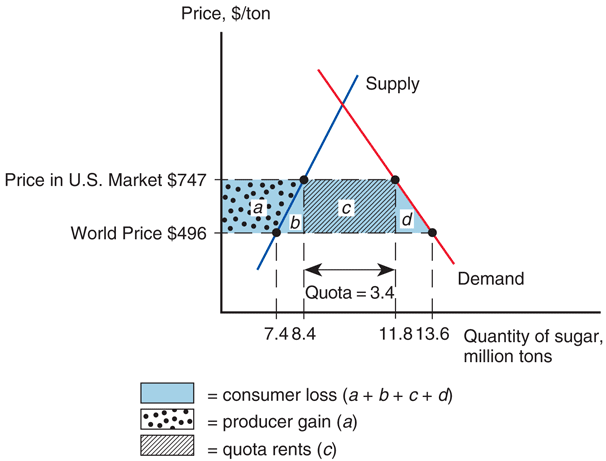 Price, $/ton
Supply
Price in U.S. Market $747
a
b
c
d
World Price $496
Demand
Quota = 3.4
7.4 8.4
11.8 13.6
Quantity of sugar,
million tons
= consumer loss (a + b + c + d)
= producer gain (a)
= quota rents (c)